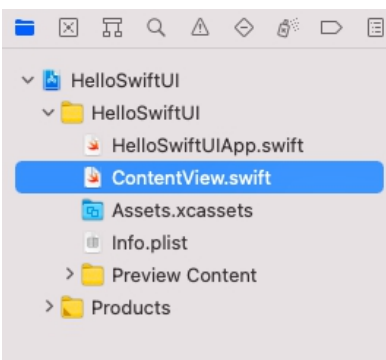 HelloSwiftUI
HelloSwiftUI
HelloSwiftUIApp.swift
ContentView.swift
Assets.xcassets
Info.plist
Preview Content
Products